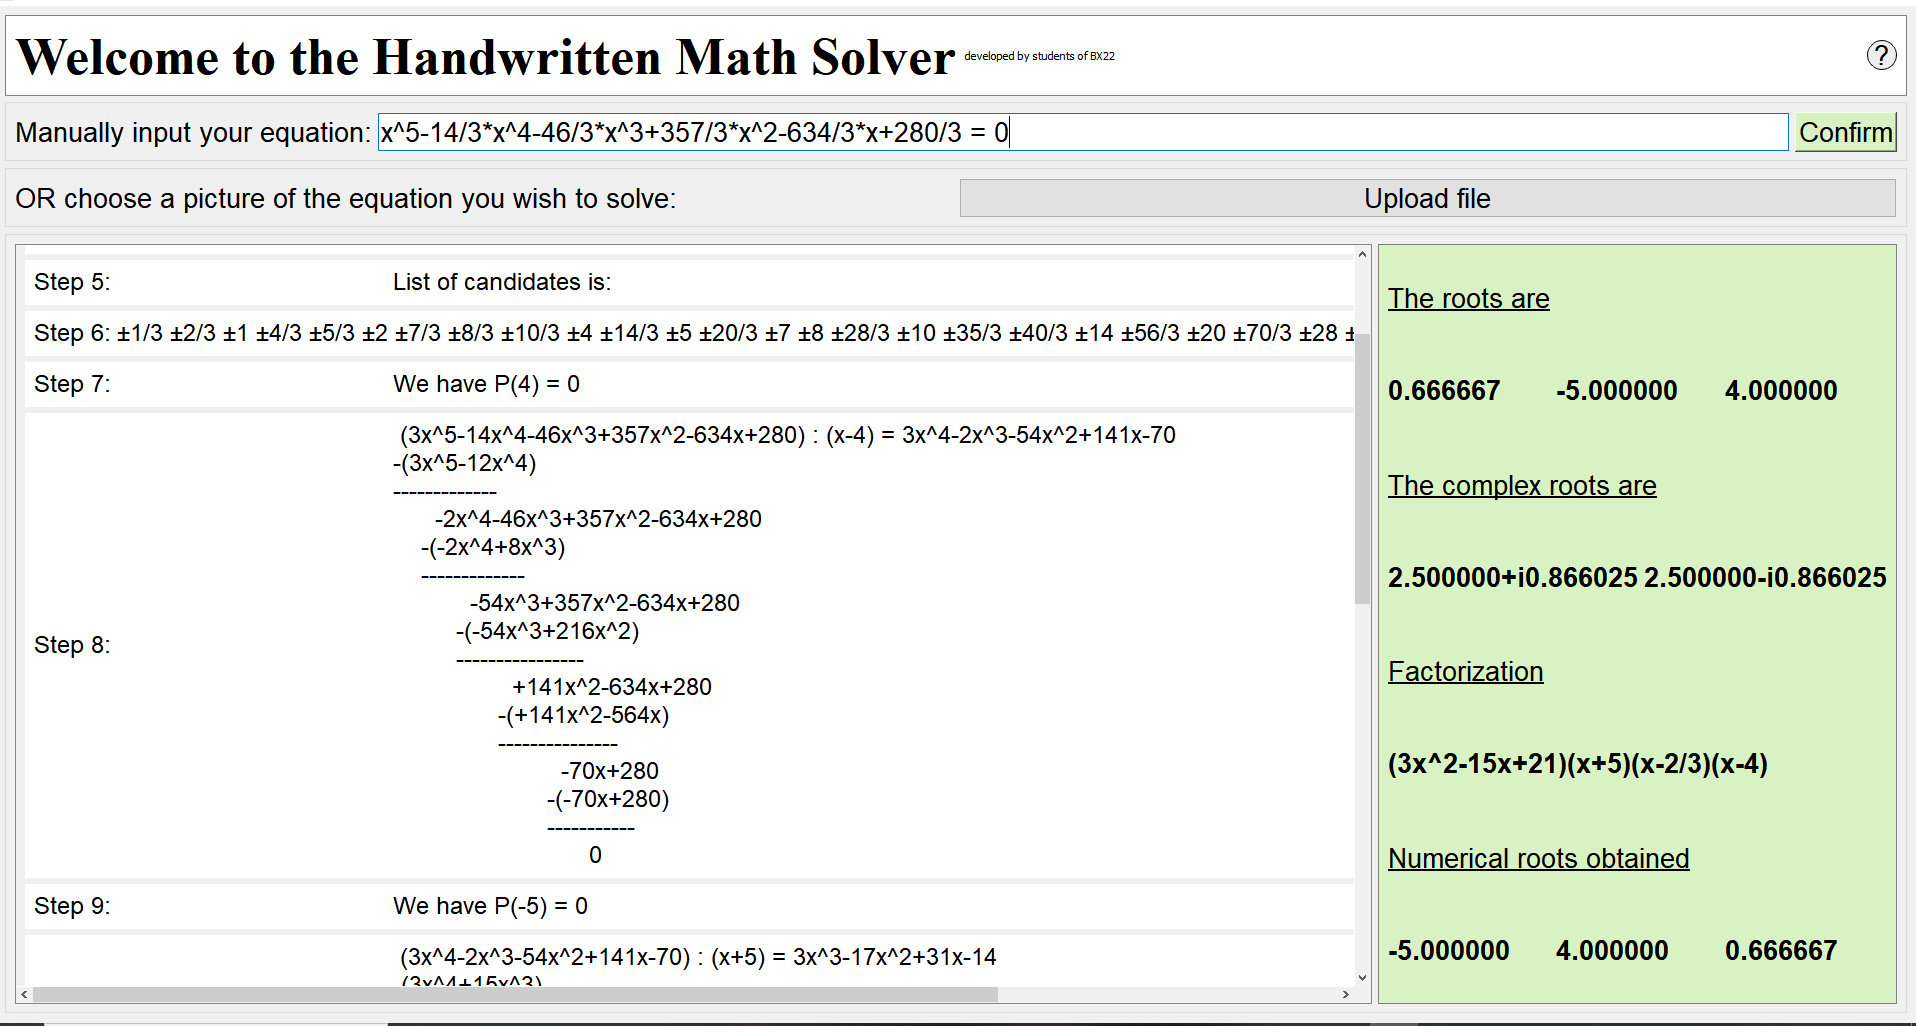 Welcome to the Handwritten Math Solver developed by students of BX22 ?
Manually input your equation: x^5-14/3*x^4-46/3*x^3+357/3*x^2-634/3*x+280/3 = 0 Confirm
OR choose a picture of the equation you wish to solve: Upload file
Step 5: List of candidates is:
Step 6: ±1/3 ±2/3 ±1 ±4/3 ±5/3 ±2 ±7/3 ±8/3 ±10/3 ±4 ±14/3 ±5 ±20/3 ±7 ±8 ±28/3 ±10 ±35/3 ±40/3 ±14 ±56/3 ±20 ±70/3 ±28 ±
Step 7: We have P(4) = 0
Step 8:
(3x^5-14x^4-46x^3+357x^2-634x+280) : (x-4) = 3x^4-2x^3-54x^2+141x-70
-(3x^5-12x^4)
-------------
-2x^4-46x^3+357x^2-634x+280
-(-2x^4+8x^3)
-------------
-54x^3+357x^2-634x+280
-(-54x^3+216x^2)
----------------
+141x^2-634x+280
-(+141x^2-564x)
---------------
-70x+280
-(-70x+280)
-----------
0
Step 9: We have P(-5) = 0
(3x^4-2x^3-54x^2+141x-70) : (x+5) = 3x^3-17x^2+31x-14
(3x^4+15x^3)
The roots are
0.666667 -5.000000 4.000000
The complex roots are
2.500000+i0.866025 2.500000-i0.866025
Factorization
(3x^2-15x+21)(x+5)(x-2/3)(x-4)
Numerical roots obtained
-5.000000 4.000000 0.666667